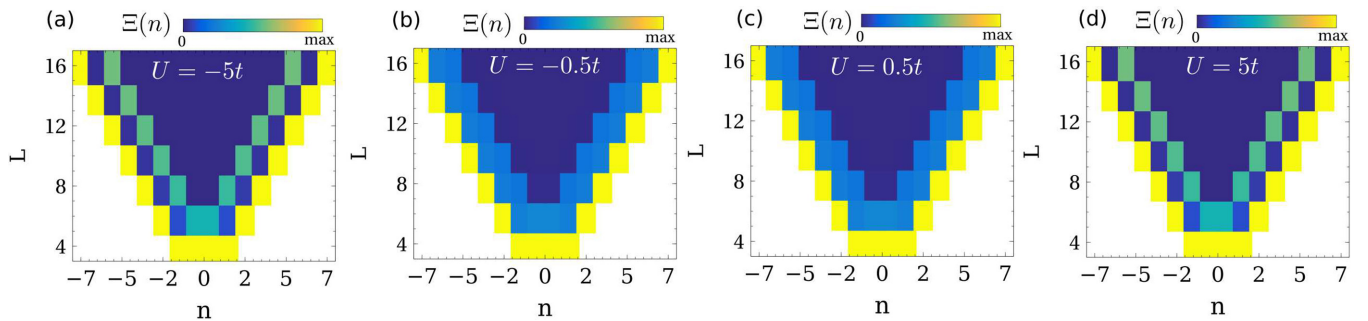 (a) Ξ(n) 0 max
U = −5t
16
12
8
4
L
−7 −5 −2 0 2 5 7
n
(b) Ξ(n) 0 max
U = −0.5t
16
12
8
4
L
−7 −5 −2 0 2 5 7
n
(c) Ξ(n) 0 max
U = 0.5t
16
12
8
4
L
−7 −5 −2 0 2 5 7
n
(d) Ξ(n) 0 max
U = 5t
16
12
8
4
L
−7 −5 −2 0 2 5 7
n